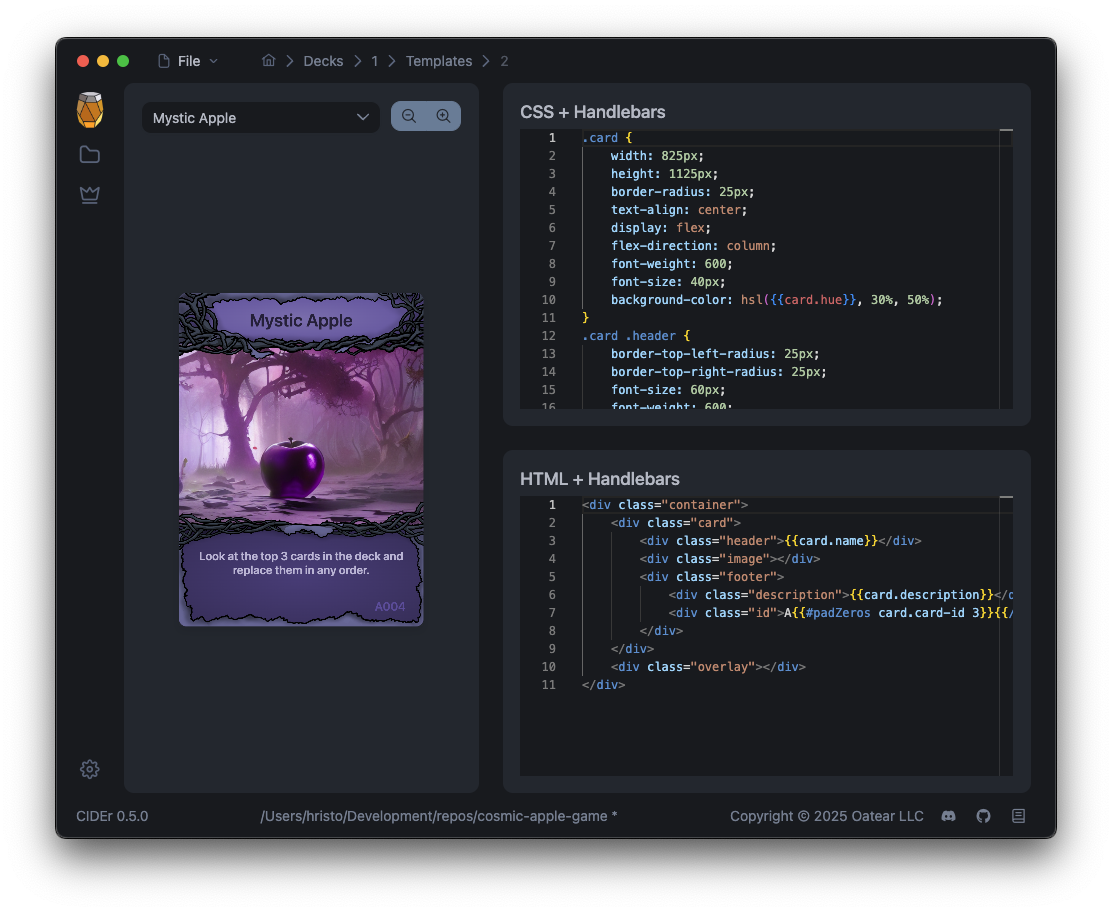 File
Decks
1
Templates
2
Mystic Apple
Mystic Apple
Look at the top 3 cards in the deck and
replace them in any order.
A004
CSS + Handlebars
1 .card {
2 width: 825px;
3 height: 1125px;
4 border-radius: 25px;
5 text-align: center;
6 display: flex;
7 flex-direction: column;
8 font-weight: 600;
9 font-size: 40px;
10 background-color: hsl({{card.hue}}, 30%, 50%);
11 }
12 .card .header {
13 border-top-left-radius: 25px;
14 border-top-right-radius: 25px;
15 font-size: 60px;
16 font-weight: 600;
HTML + Handlebars
1 <div class="container">
2 <div class="card">
3 <div class="header">{{card.name}}</div>
4 <div class="image"></div>
5 <div class="footer">
6 <div class="description">{{card.description}}</
7 <div class="id">A{{#padZeros card.card-id 3}}{{/
8 </div>
9 </div>
10 <div class="overlay"></div>
11 </div>
CIDEr 0.5.0
/Users/hristo/Development/repos/cosmic-apple-game *
Copyright © 2025 Oatear LLC